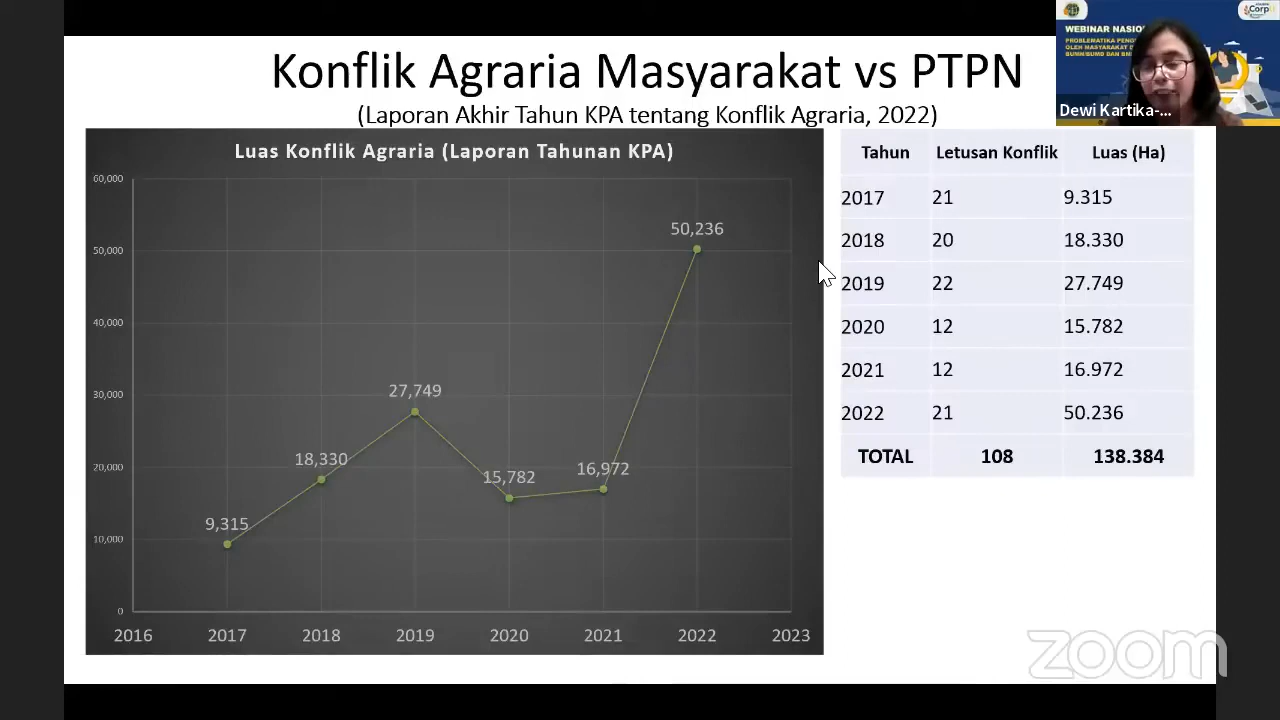 Konflik Agraria Masyarakat vs PTPN
(Laporan Akhir Tahun KPA tentang Konflik Agraria, 2022)
Luas Konflik Agraria (Laporan Tahunan KPA)
60,000
50,000
40,000
30,000
20,000
10,000
0
9,315
18,330
27,749
15,782
16,972
50,236
2016 2017 2018 2019 2020 2021 2022 2023
Tahun Letusan Konflik Luas (Ha)
2017 21 9.315
2018 20 18.330
2019 22 27.749
2020 12 15.782
2021 12 16.972
2022 21 50.236
TOTAL 108 138.384
Corp
WEBINAR
PROBLEMATIKA
OLEH MASYARAKAT
Dewi Kartika-...
zoom